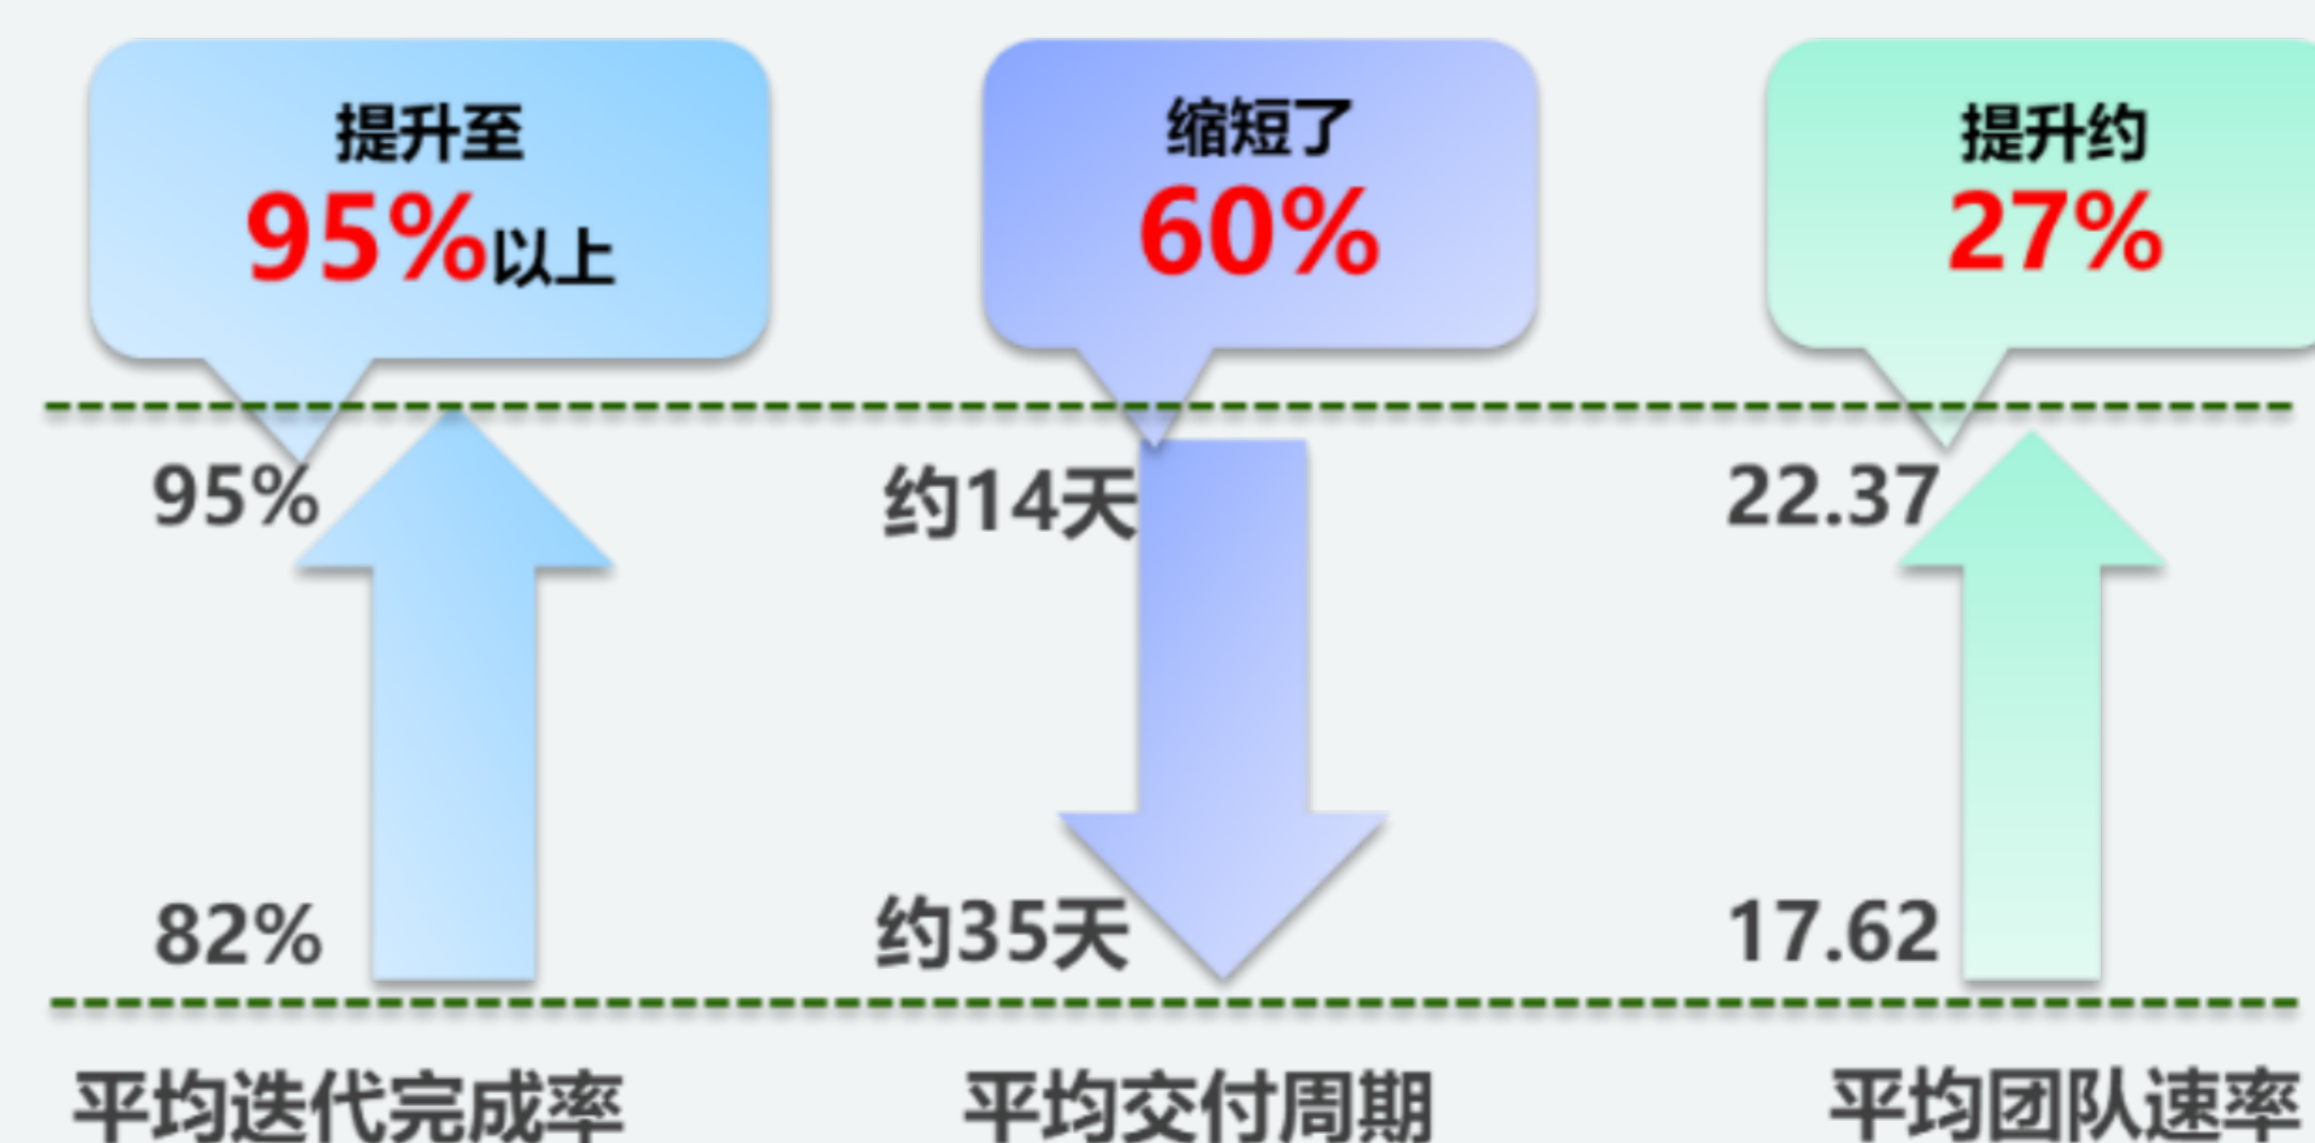 提升至
95%以上
缩短了
60%
提升约
27%
95%
约14天
22.37
82%
约35天
17.62
平均迭代完成率
平均交付周期
平均团队速率